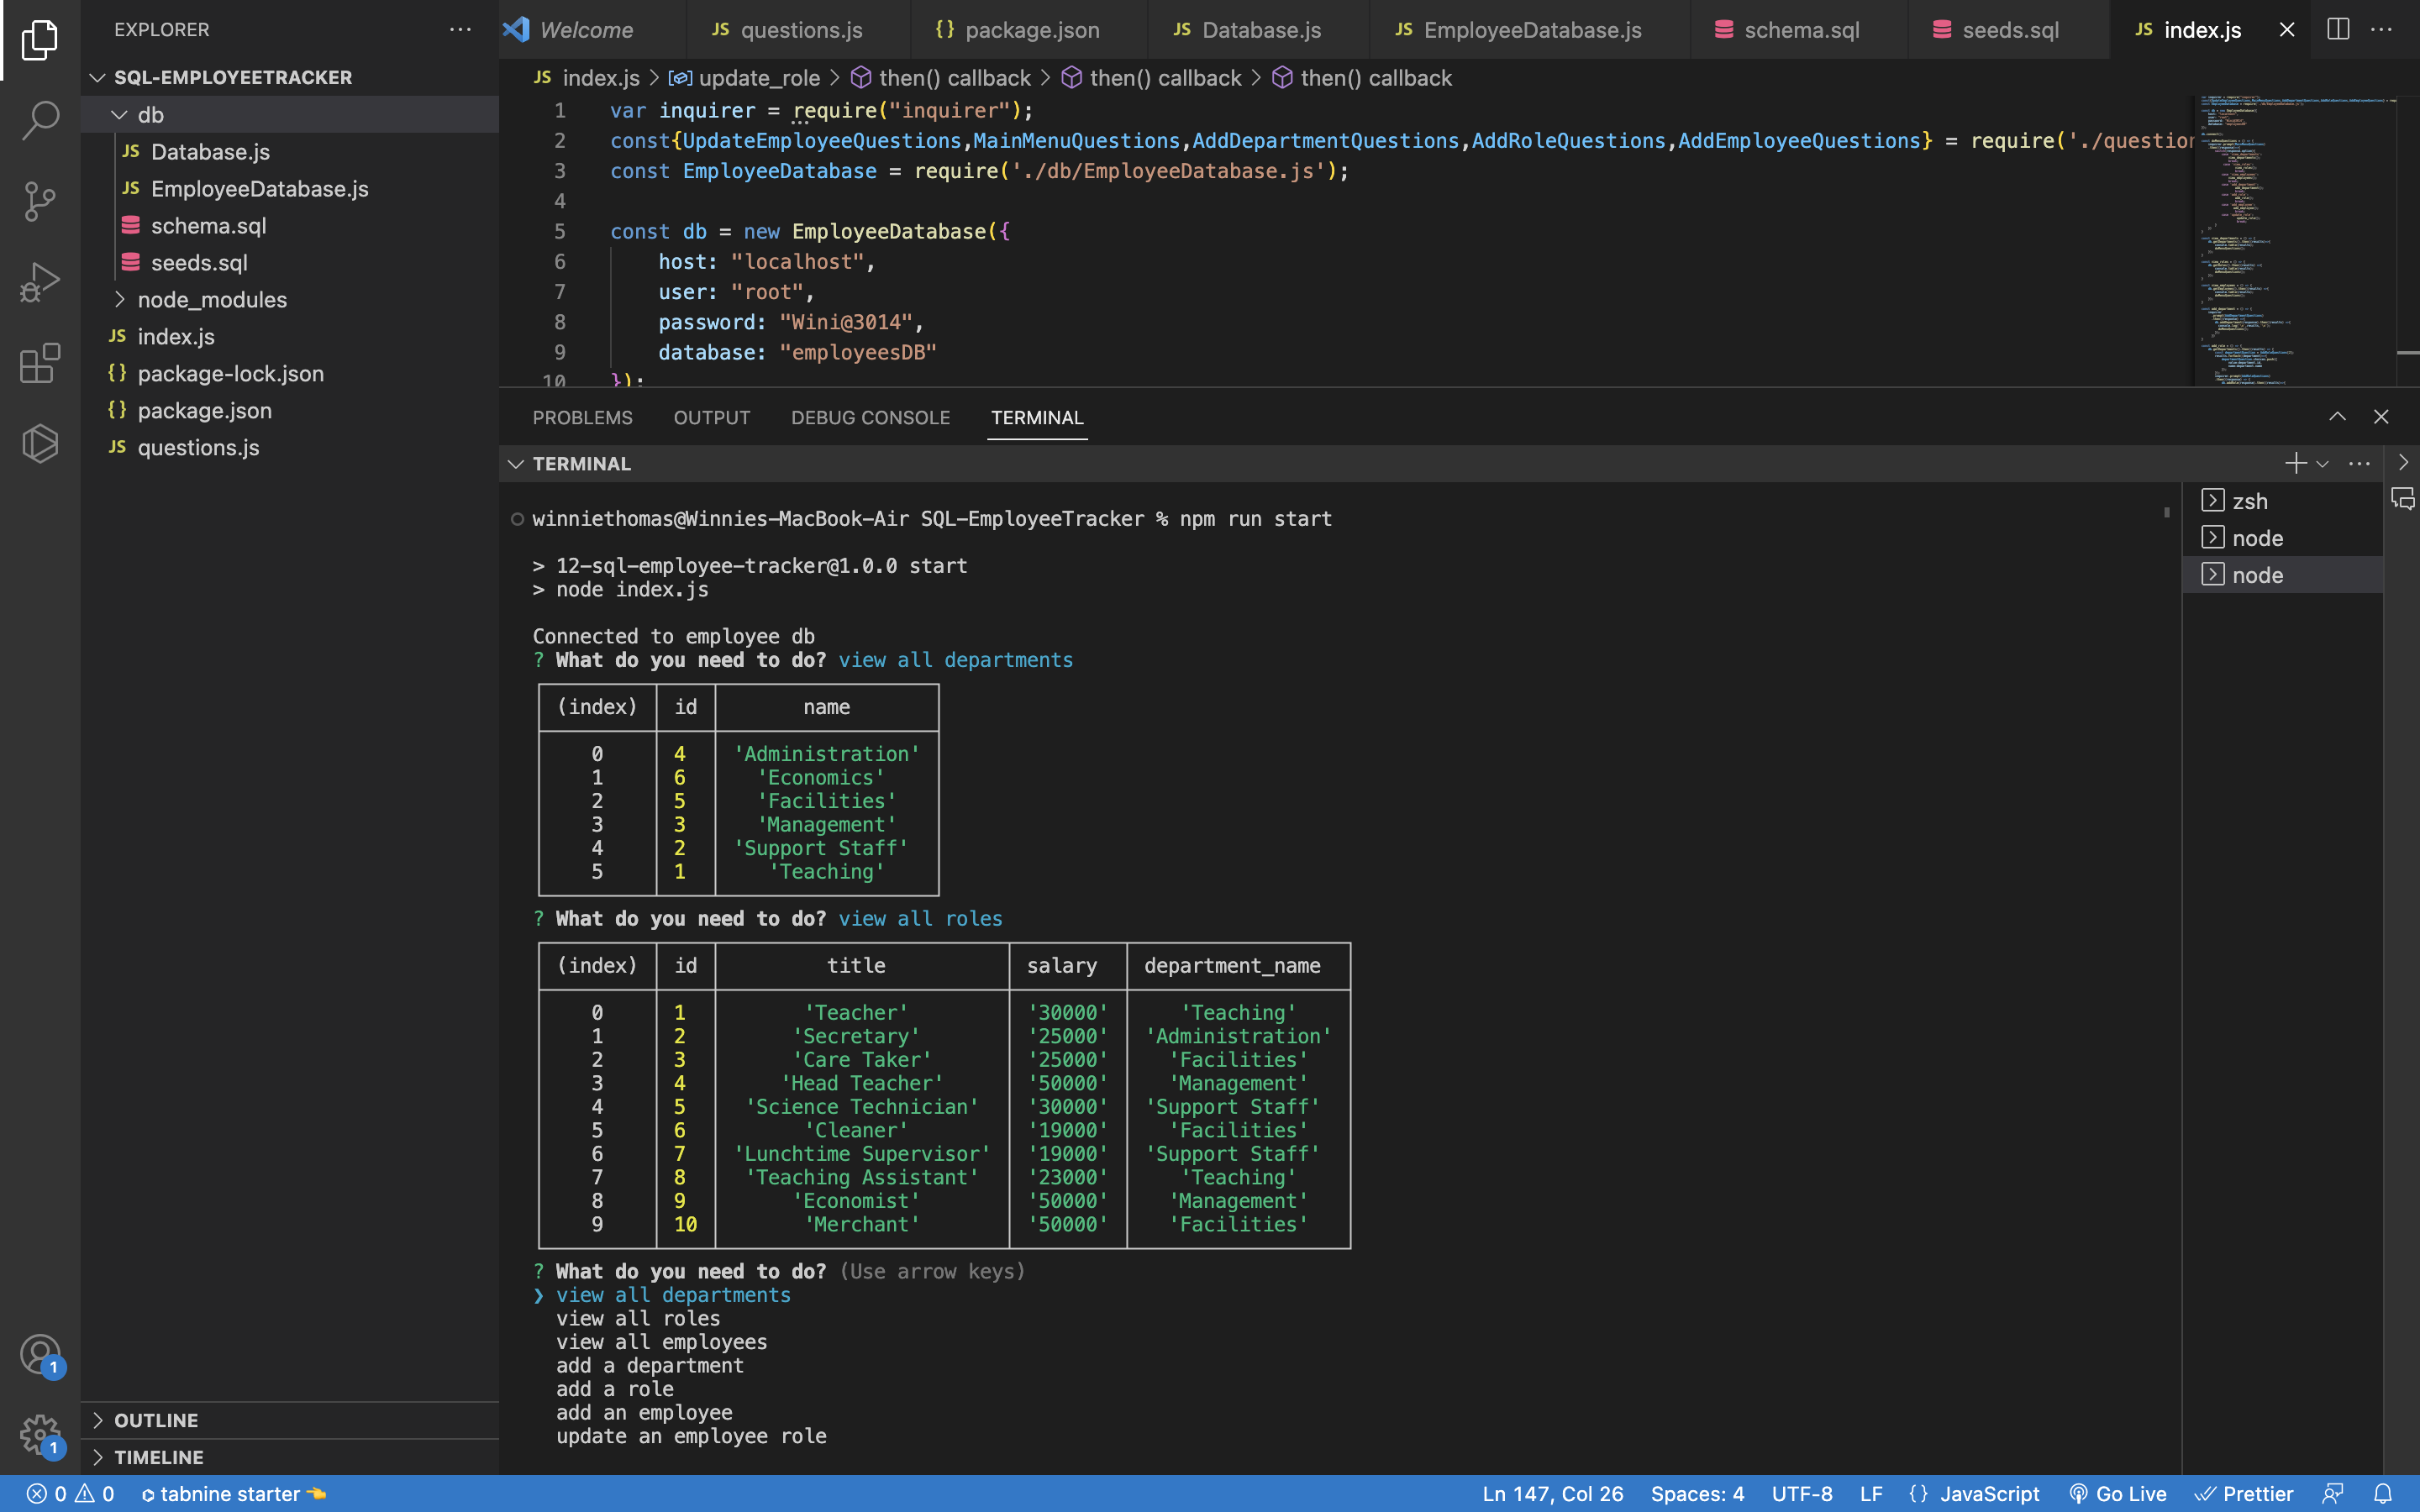 EXPLORER
Welcome
questions.js
package.json
Database.js
EmployeeDatabase.js
schema.sql
seeds.sql
index.js
SQL-EMPLOYEETRACKER
db
Database.js
EmployeeDatabase.js
schema.sql
seeds.sql
node_modules
index.js
package-lock.json
package.json
questions.js
OUTLINE
TIMELINE
index.js > update_role > then() callback > then() callback > then() callback
1 var inquirer = require("inquirer");
2 const{UpdateEmployeeQuestions,MainMenuQuestions,AddDepartmentQuestions,AddRoleQuestions,AddEmployeeQuestions} = require('./question
3 const EmployeeDatabase = require('./db/EmployeeDatabase.js');
4
5 const db = new EmployeeDatabase({
6 host: "localhost",
7 user: "root",
8 password: "Wini@3014",
9 database: "employeesDB"
10 });
PROBLEMS OUTPUT DEBUG CONSOLE TERMINAL
TERMINAL
zsh
node
node
winniethomas@Winnies-MacBook-Air SQL-EmployeeTracker % npm run start
> 12-sql-employee-tracker@1.0.0 start
> node index.js
Connected to employee db
? What do you need to do? view all departments
(index) id name
0 4 'Administration'
1 6 'Economics'
2 5 'Facilities'
3 3 'Management'
4 2 'Support Staff'
5 1 'Teaching'
? What do you need to do? view all roles
(index) id title salary department_name
0 1 'Teacher' '30000' 'Teaching'
1 2 'Secretary' '25000' 'Administration'
2 3 'Care Taker' '25000' 'Facilities'
3 4 'Head Teacher' '50000' 'Management'
4 5 'Science Technician' '30000' 'Support Staff'
5 6 'Cleaner' '19000' 'Facilities'
6 7 'Lunchtime Supervisor' '19000' 'Support Staff'
7 8 'Teaching Assistant' '23000' 'Teaching'
8 9 'Economist' '50000' 'Management'
9 10 'Merchant' '50000' 'Facilities'
? What do you need to do? (Use arrow keys)
❯ view all departments
view all roles
view all employees
add a department
add a role
add an employee
update an employee role
1
1
0 0 tabnine starter Ln 147, Col 26 Spaces: 4 UTF-8 LF {} JavaScript Go Live Prettier